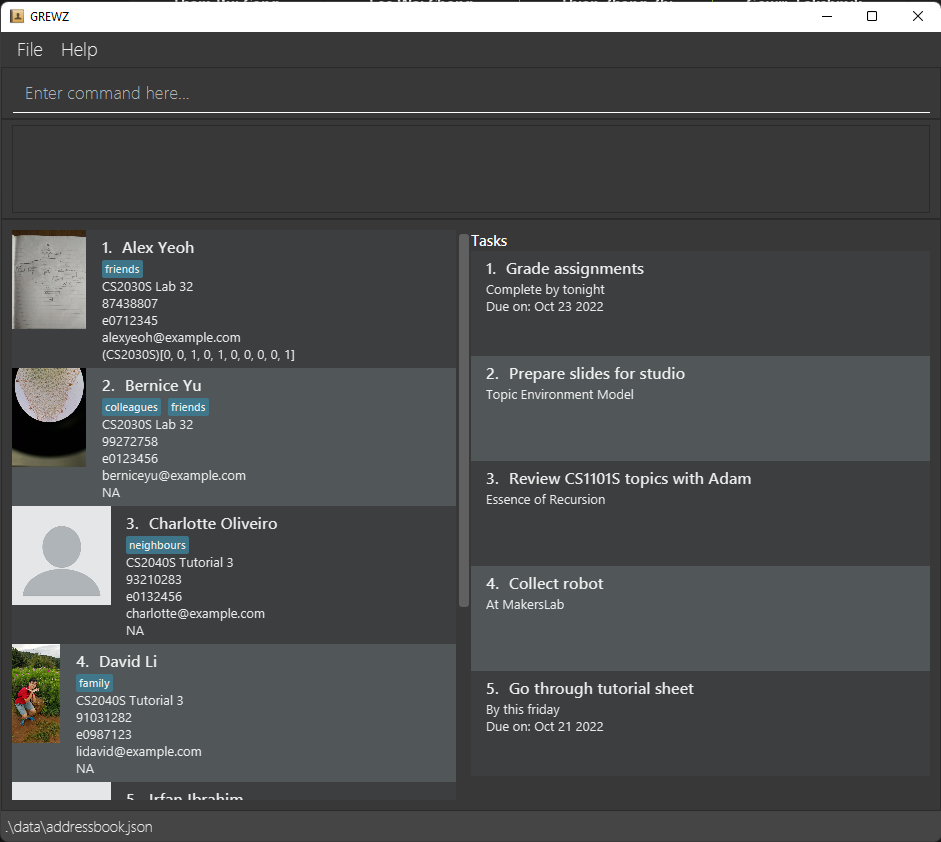 GREWZ
File Help
Enter command here...
1. Alex Yeoh
friends
CS2030S Lab 32
87438807
e0712345
alexyeoh@example.com
(CS2030S)[0, 0, 1, 0, 1, 0, 0, 0, 0, 1]
2. Bernice Yu
colleagues friends
CS2030S Lab 32
99272758
e0123456
berniceyu@example.com
NA
3. Charlotte Oliveiro
neighbours
CS2040S Tutorial 3
93210283
e0132456
charlotte@example.com
NA
4. David Li
family
CS2040S Tutorial 3
91031282
e0987123
lidavid@example.com
NA
5. Irfan Ibrahim
Tasks
1. Grade assignments
Complete by tonight
Due on: Oct 23 2022
2. Prepare slides for studio
Topic Environment Model
3. Review CS1101S topics with Adam
Essence of Recursion
4. Collect robot
At MakersLab
5. Go through tutorial sheet
By this friday
Due on: Oct 21 2022
.\data\addressbook.json